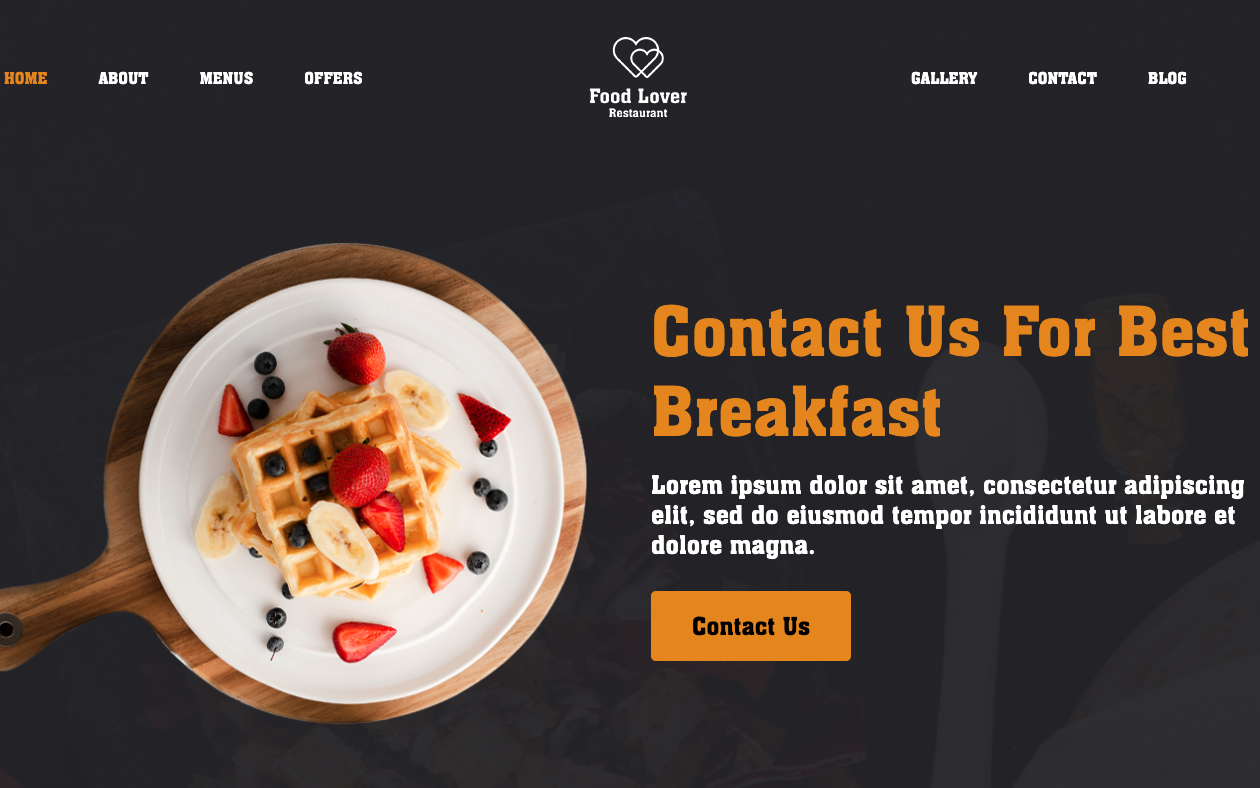 HOME ABOUT MENUS OFFERS
Food Lover
Restaurant
GALLERY CONTACT BLOG
Contact Us For Best
Breakfast
Lorem ipsum dolor sit amet, consectetur adipiscing
elit, sed do eiusmod tempor incididunt ut labore et
dolore magna.
Contact Us